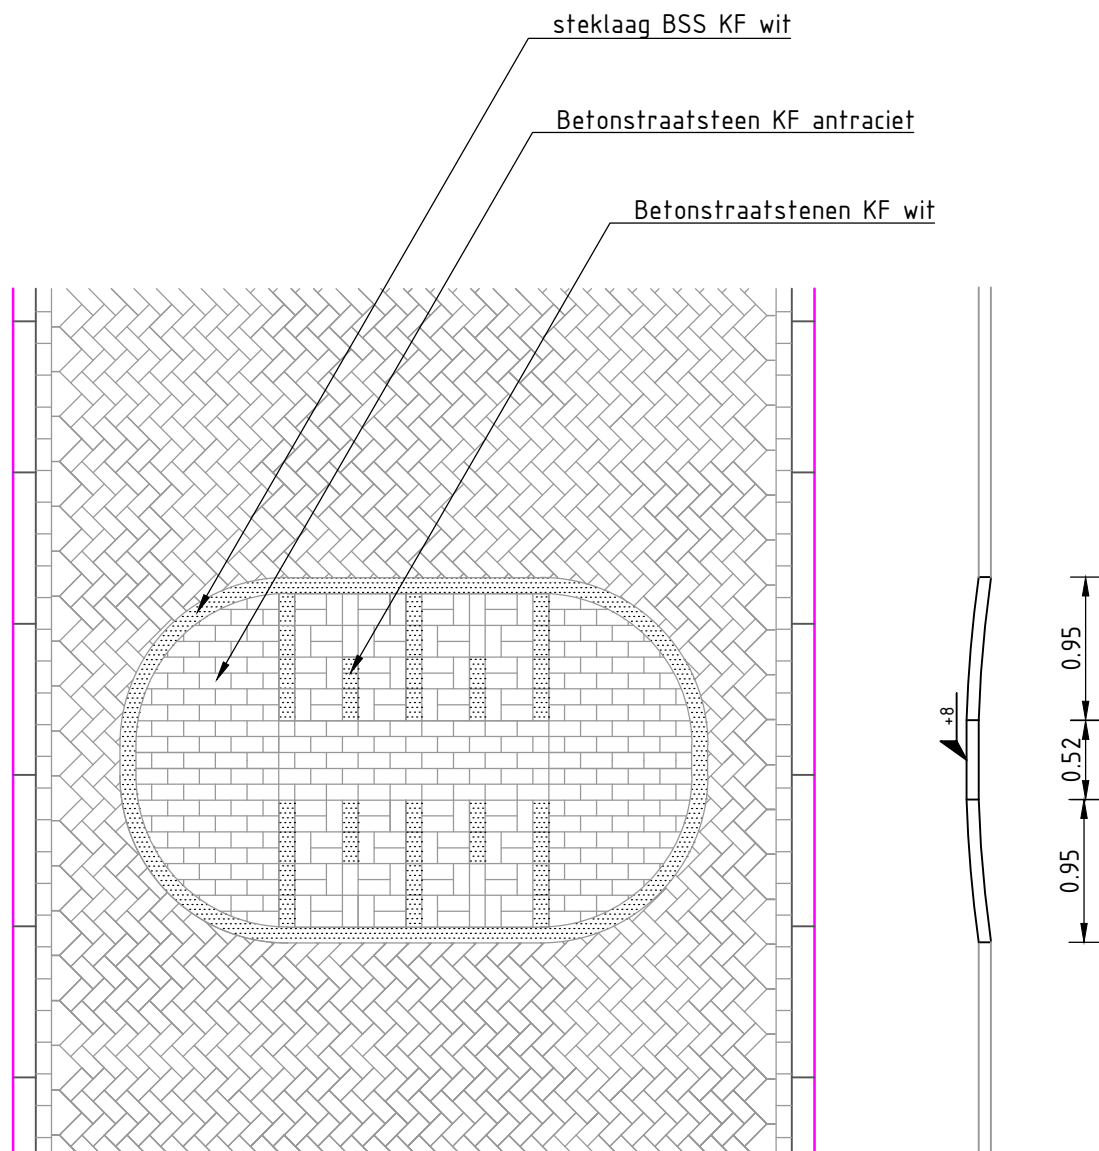 steklaag BSS KF wit
Betonstraatsteen KF antraciet
Betonstraatstenen KF wit
0.95
+8
0.52
0.95